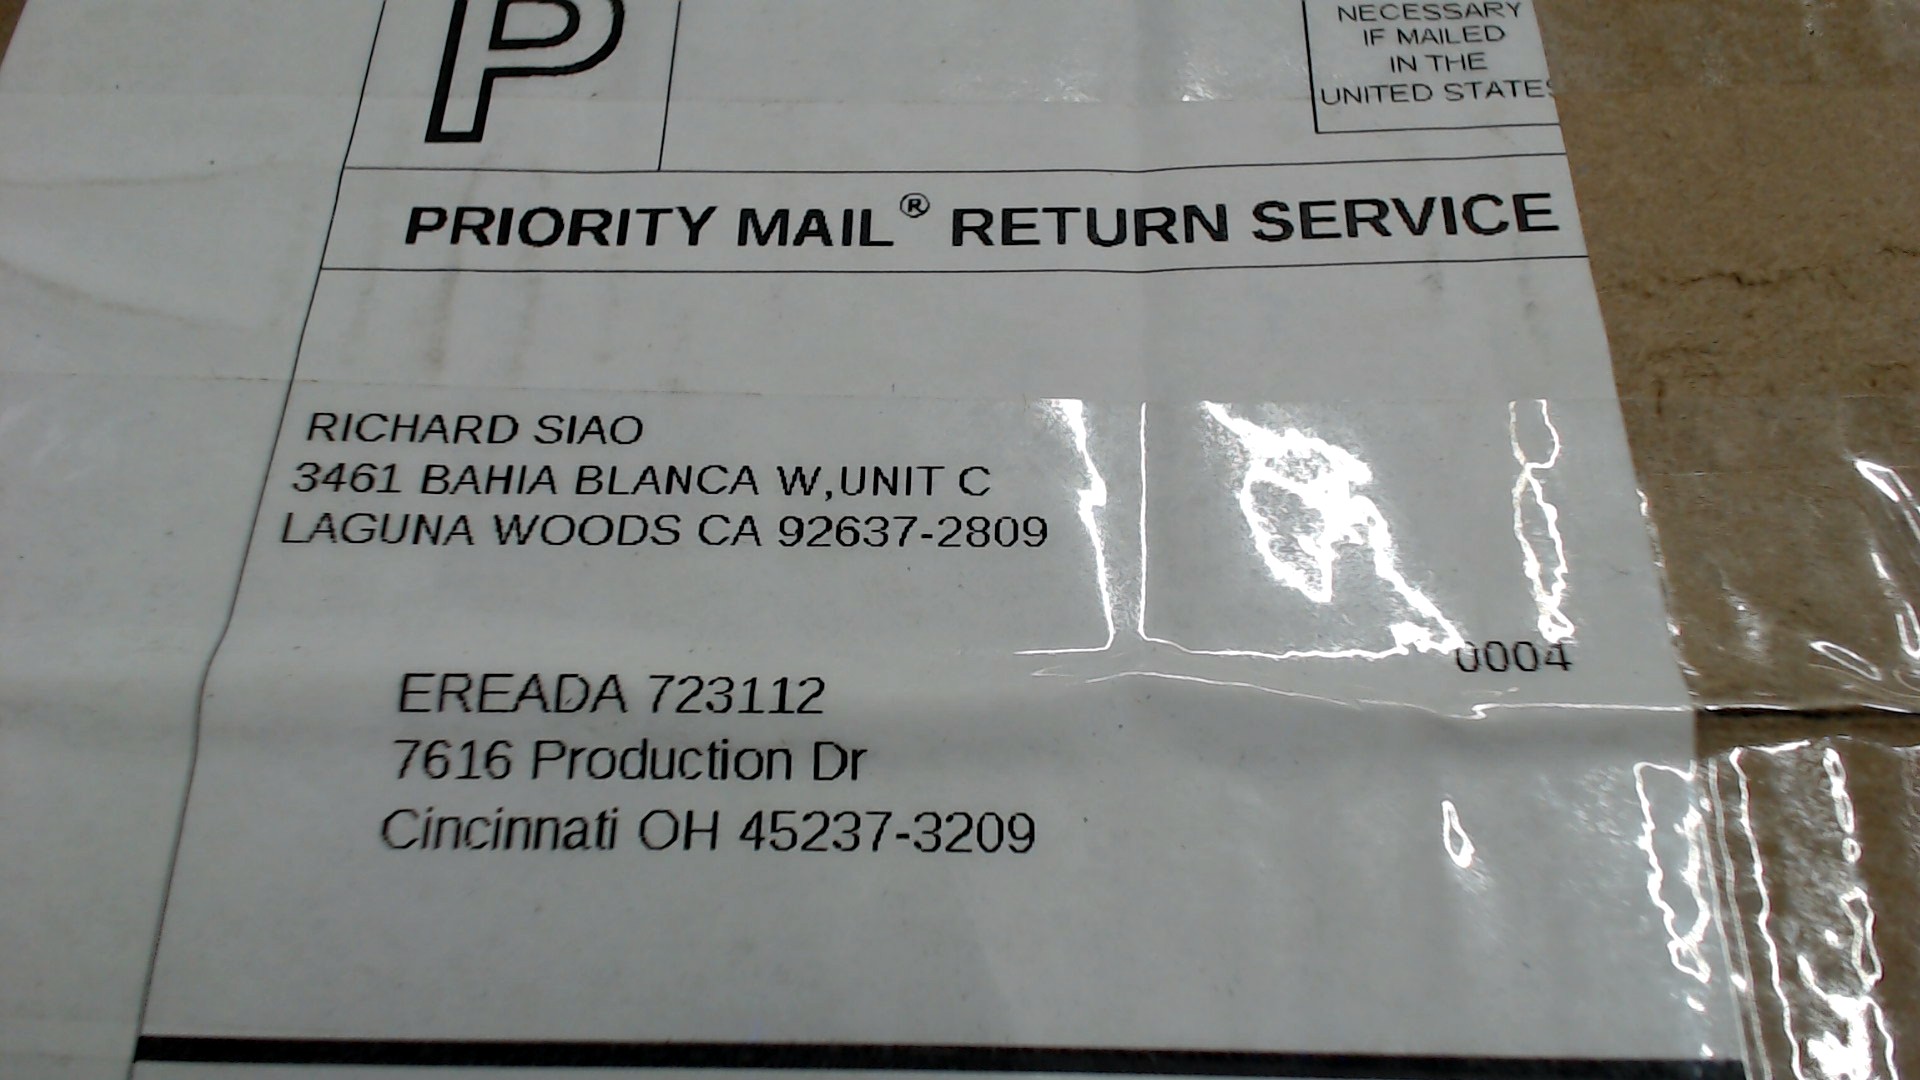 P
NECESSARY
IF MAILED
IN THE
UNITED STATES
PRIORITY MAIL® RETURN SERVICE
RICHARD SIAO
3461 BAHIA BLANCA W,UNIT C
LAGUNA WOODS CA 92637-2809
0004
EREADA 723112
7616 Production Dr
Cincinnati OH 45237-3209